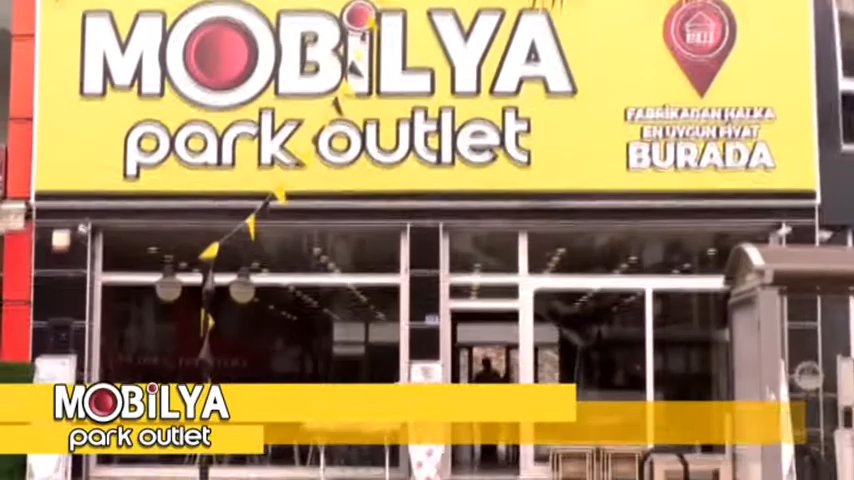 MOBİLYA
park outlet
FABRİKADAN HALKA
EN UYGUN FİYAT
BURADA
MOBİLYA
park outlet